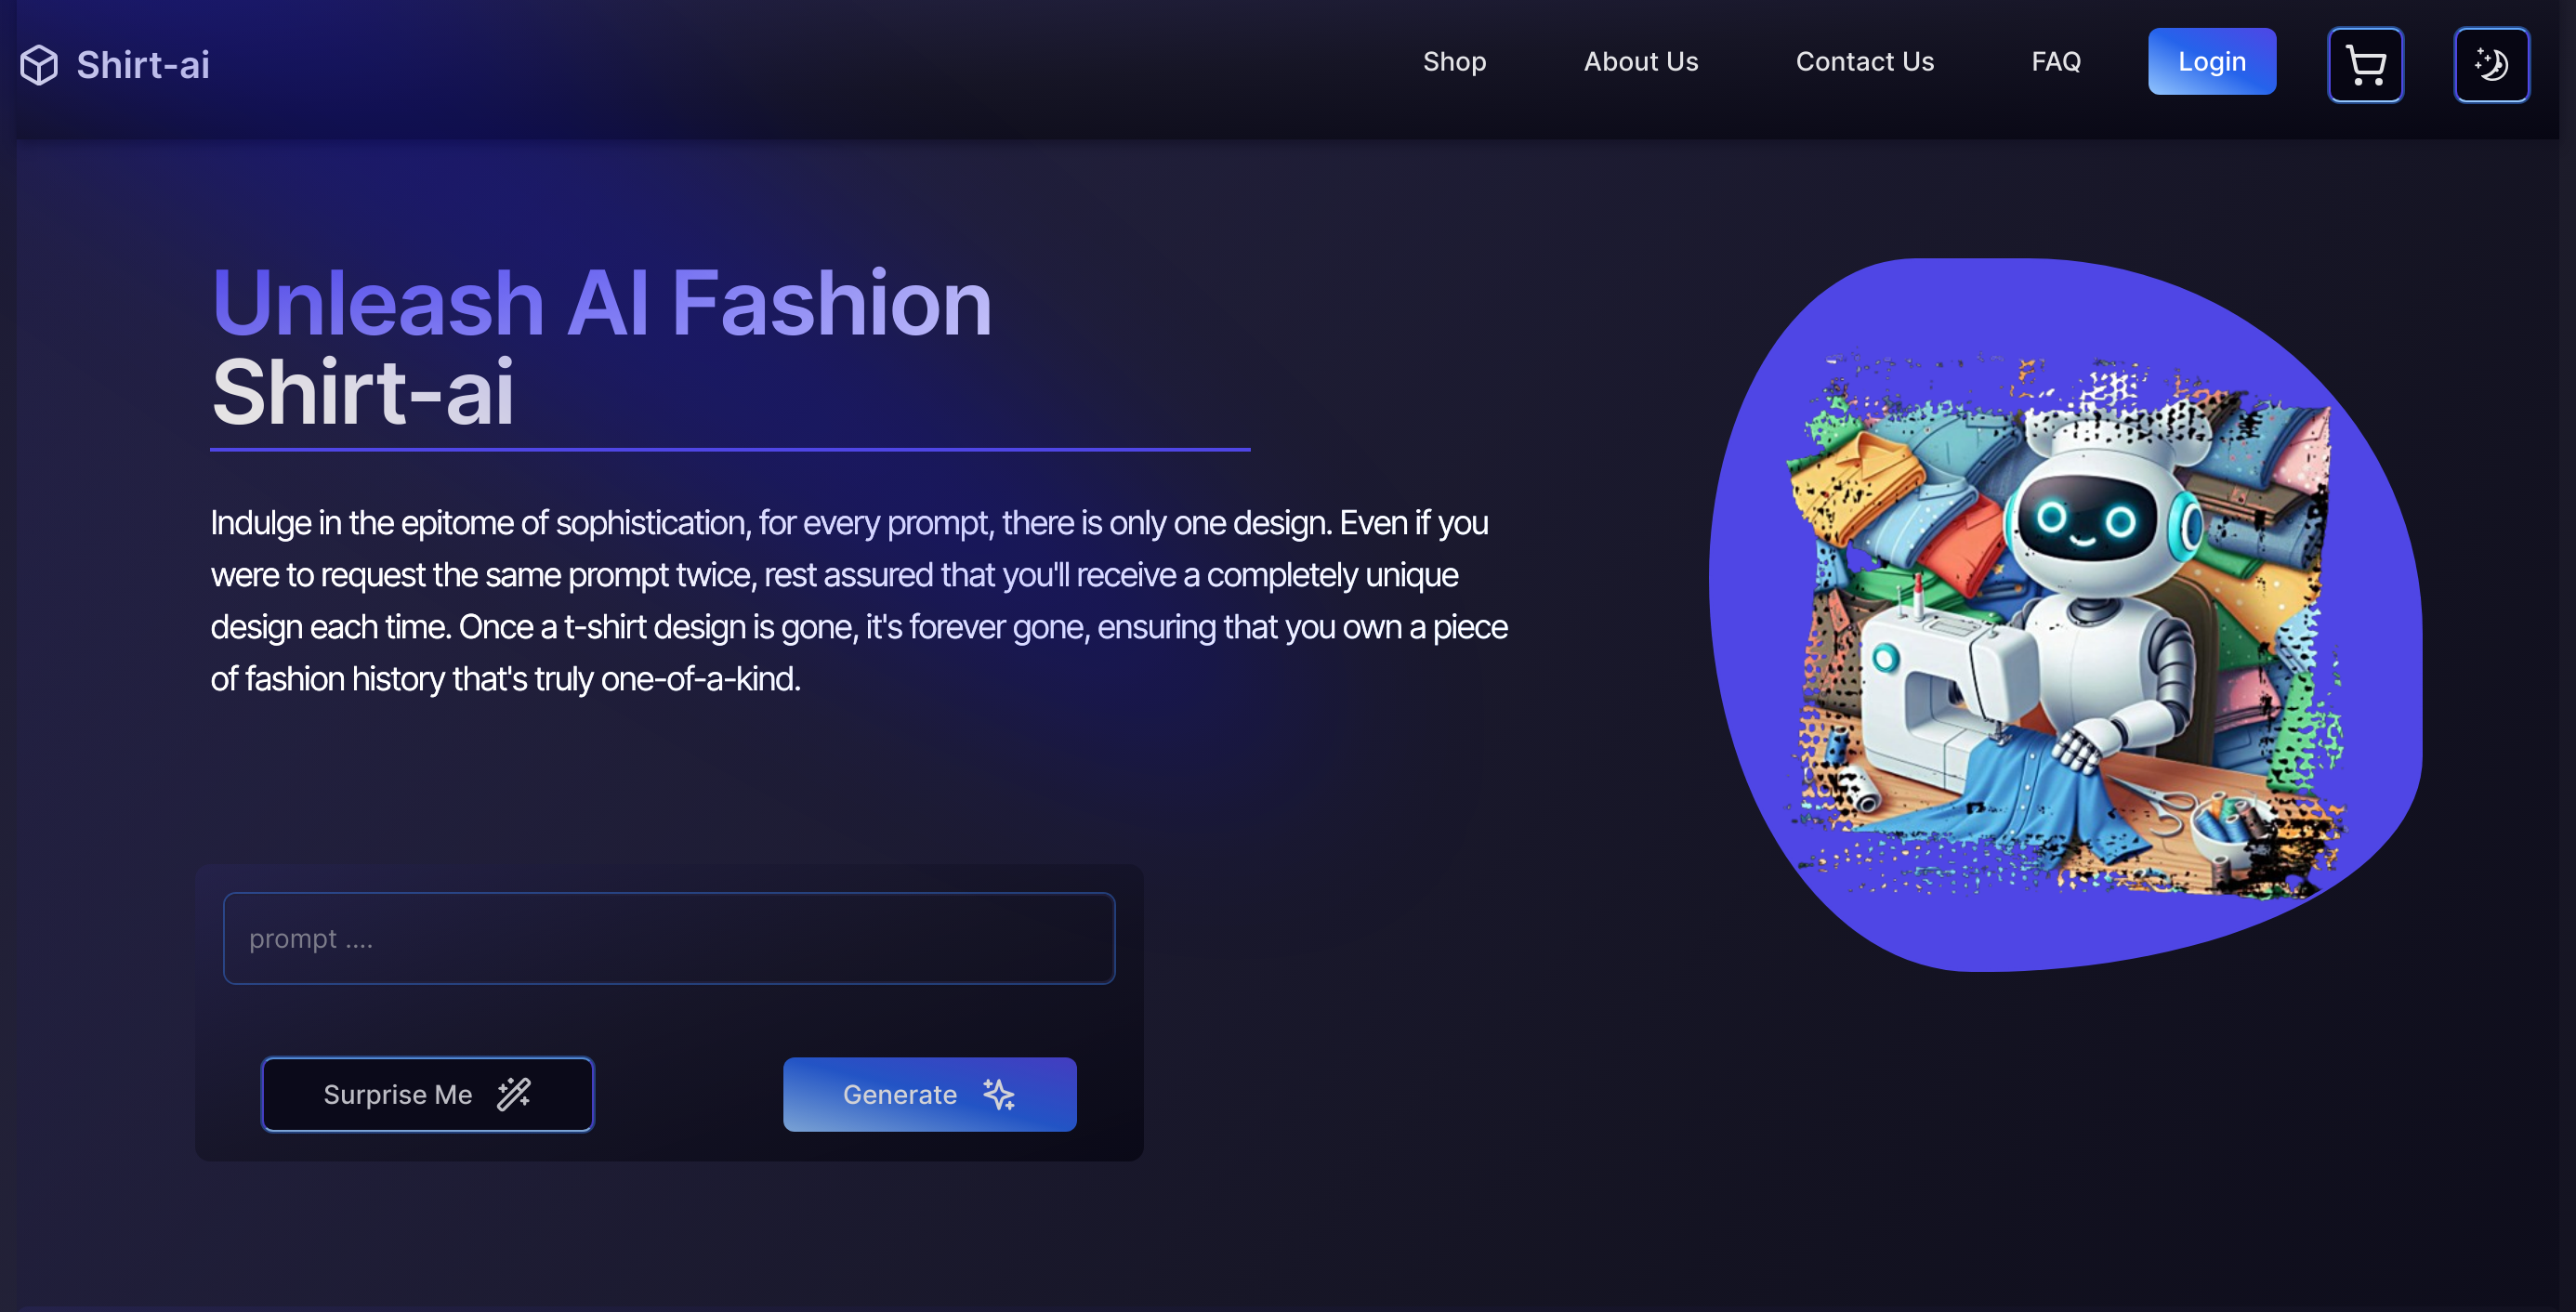 Shirt-ai
Shop
About Us
Contact Us
FAQ
Login
Unleash AI Fashion
Shirt-ai
Indulge in the epitome of sophistication, for every prompt, there is only one design. Even if you
were to request the same prompt twice, rest assured that you'll receive a completely unique
design each time. Once a t-shirt design is gone, it's forever gone, ensuring that you own a piece
of fashion history that's truly one-of-a-kind.
prompt ....
Surprise Me
Generate